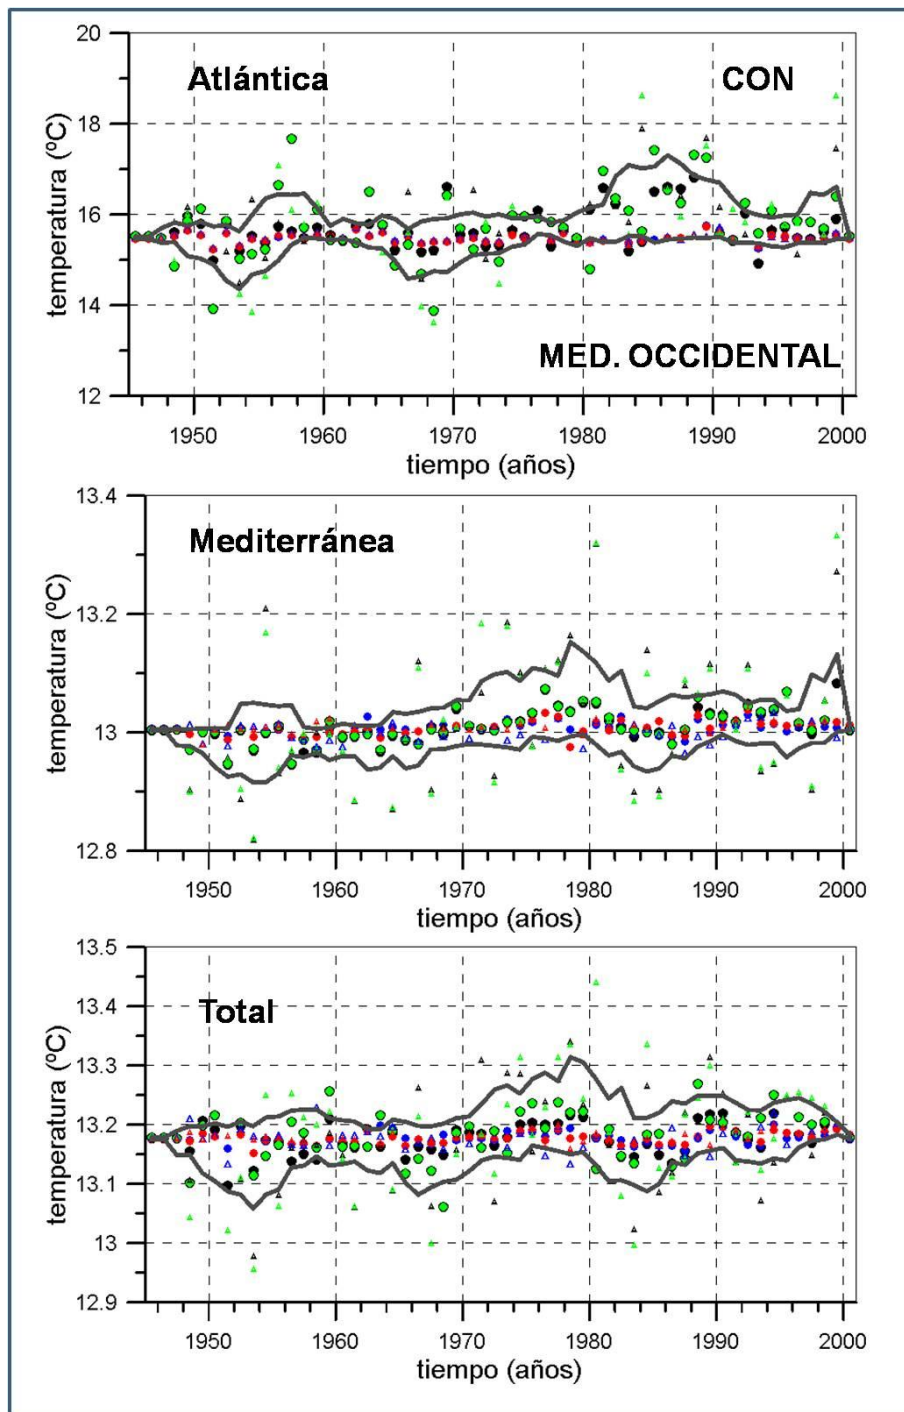 20
18
16
14
12
temperatura (ºC)
Atlántica
CON
MED. OCCIDENTAL
1950 1960 1970 1980 1990 2000
tiempo (años)
13.4
13.2
13
12.8
temperatura (ºC)
Mediterránea
1950 1960 1970 1980 1990 2000
tiempo (años)
13.5
13.4
13.3
13.2
13.1
13
12.9
temperatura (ºC)
Total
1950 1960 1970 1980 1990 2000
tiempo (años)